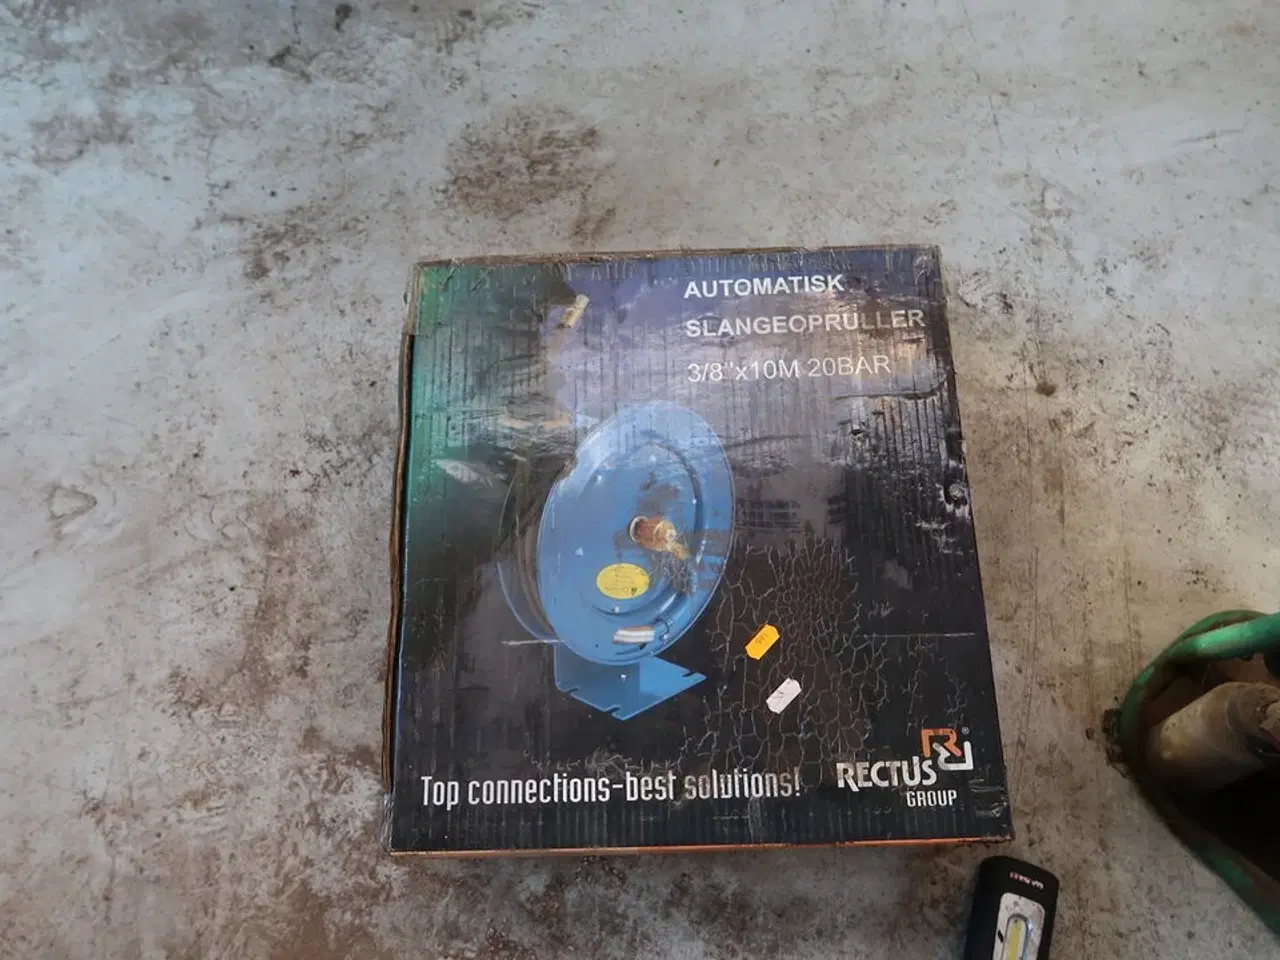 AUTOMATISK
SLANGEOPRULLER
3/8"x10M 20BAR
Top connections-best solutions!
R®
RECTUS
GROUP